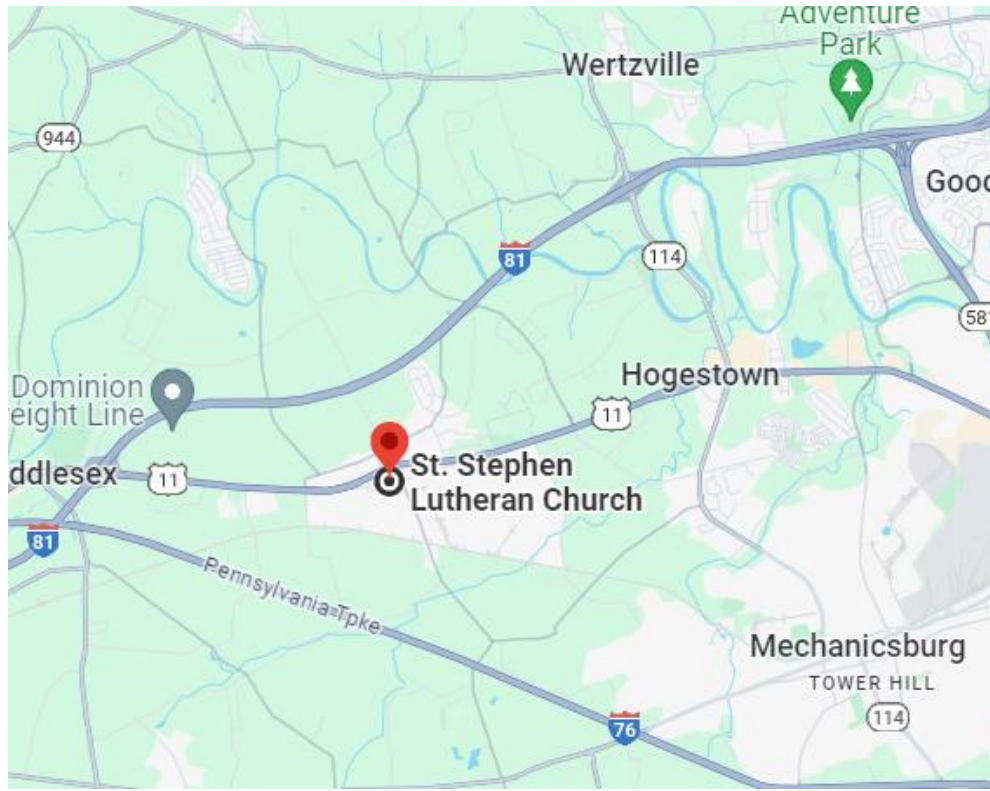 Adventure
Park
Wertzville
944
Good
81
114
581
Dominion
eight Line
Hogestown
11
ddlesex
11
St. Stephen
Lutheran Church
81
Pennsylvania Tpke
Mechanicsburg
TOWER HILL
114
76